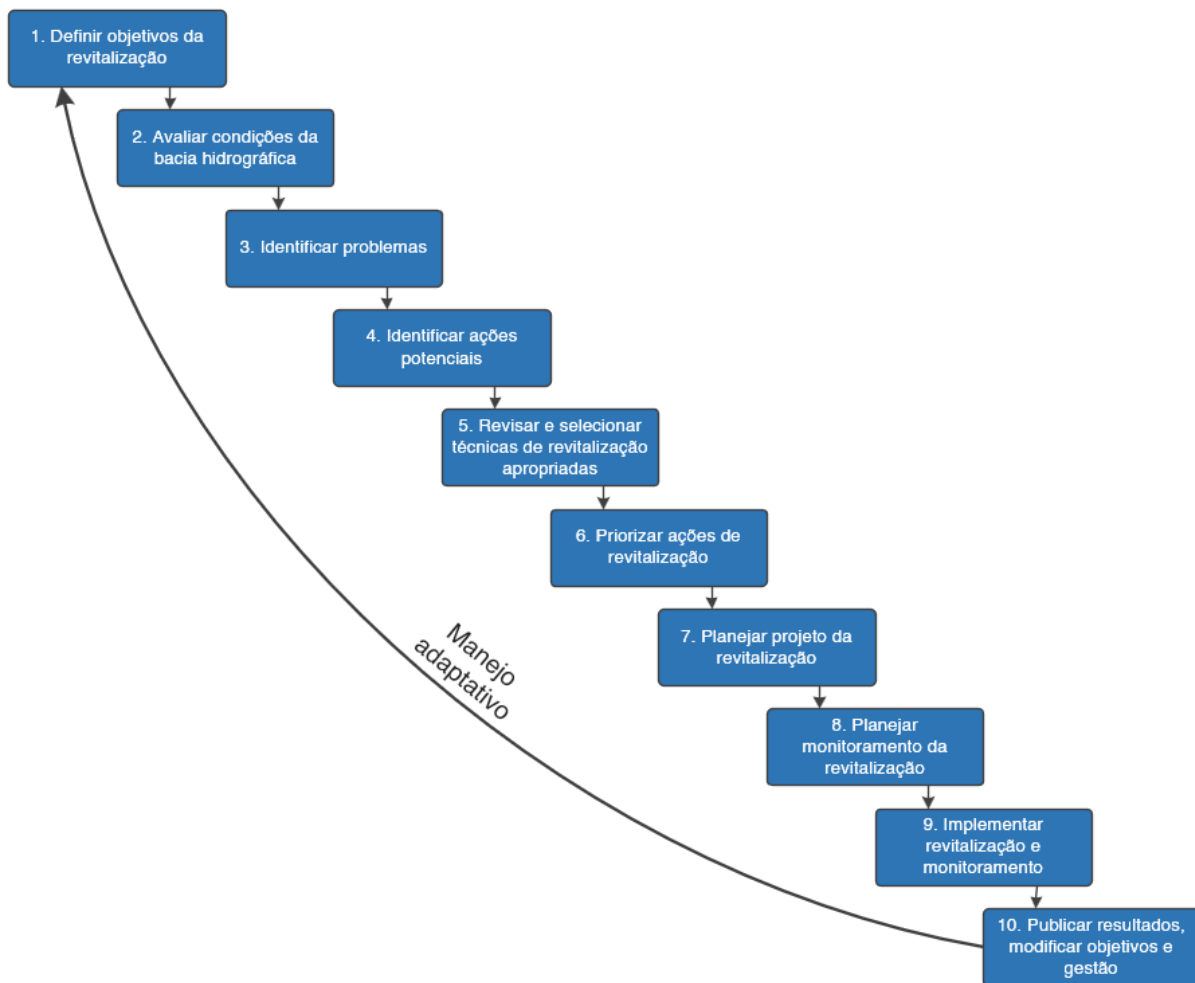 1. Definir objetivos da
revitalização
2. Avaliar condições da
bacia hidrográfica
3. Identificar problemas
4. Identificar ações
potenciais
5. Revisar e selecionar
técnicas de revitalização
apropriadas
6. Priorizar ações de
revitalização
7. Planejar projeto da
revitalização
Manejo
adaptativo
8. Planejar
monitoramento da
revitalização
9. Implementar
revitalização e
monitoramento
10. Publicar resultados,
modificar objetivos e
gestão